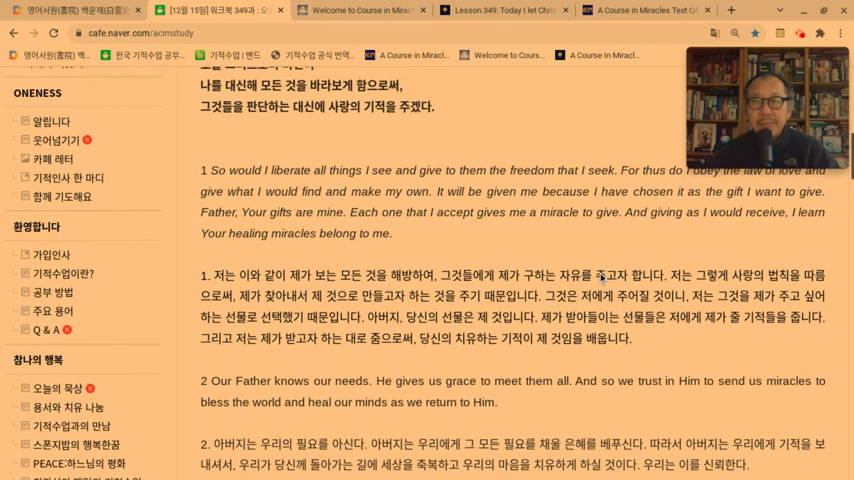 영어서원(書院) 백운재(白雲齋
[12월 15일] 워크북 349과 : 오
Welcome to Course in Mirac
Lesson 349: Today I let Chris
A Course in Miracles Text Q&
cafe.naver.com/acimstudy
영어서원(書院) 백...
한국 기적수업 공부...
기적수업 | 밴드
기적수업 공식 번역...
A Course in Miracl...
Welcome to Cours...
A Course In Miracl...
ONENESS
알립니다
웃어넘기기
카페 레터
기적인사 한 마디
함께 기도해요
환영합니다
가입인사
기적수업이란?
공부 방법
주요 용어
Q & A
참나의 행복
오늘의 묵상
용서와 치유 나눔
기적수업과의 만남
스폰지밥의 행복한꿈
PEACE:하느님의 평화
나를 대신해 모든 것을 바라보게 함으로써,
그것들을 판단하는 대신에 사랑의 기적을 주겠다.
1 So would I liberate all things I see and give to them the freedom that I seek. For thus do I obey the law of love and
give what I would find and make my own. It will be given me because I have chosen it as the gift I want to give.
Father, Your gifts are mine. Each one that I accept gives me a miracle to give. And giving as I would receive, I learn
Your healing miracles belong to me.
1. 저는 이와 같이 제가 보는 모든 것을 해방하여, 그것들에게 제가 구하는 자유를 주고자 합니다. 저는 그렇게 사랑의 법칙을 따름
으로써, 제가 찾아내서 제 것으로 만들고자 하는 것을 주기 때문입니다. 그것은 저에게 주어질 것이니, 저는 그것을 제가 주고 싶어
하는 선물로 선택했기 때문입니다. 아버지, 당신의 선물은 제 것입니다. 제가 받아들이는 선물들은 저에게 제가 줄 기적들을 줍니다.
그리고 저는 제가 받고자 하는 대로 줌으로써, 당신의 치유하는 기적이 제 것임을 배웁니다.
2 Our Father knows our needs. He gives us grace to meet them all. And so we trust in Him to send us miracles to
bless the world and heal our minds as we return to Him.
2. 아버지는 우리의 필요를 아신다. 아버지는 우리에게 그 모든 필요를 채울 은혜를 베푸신다. 따라서 아버지는 우리에게 기적을 보
내셔서, 우리가 당신께 돌아가는 길에 세상을 축복하고 우리의 마음을 치유하게 하실 것이다. 우리는 이를 신뢰한다.